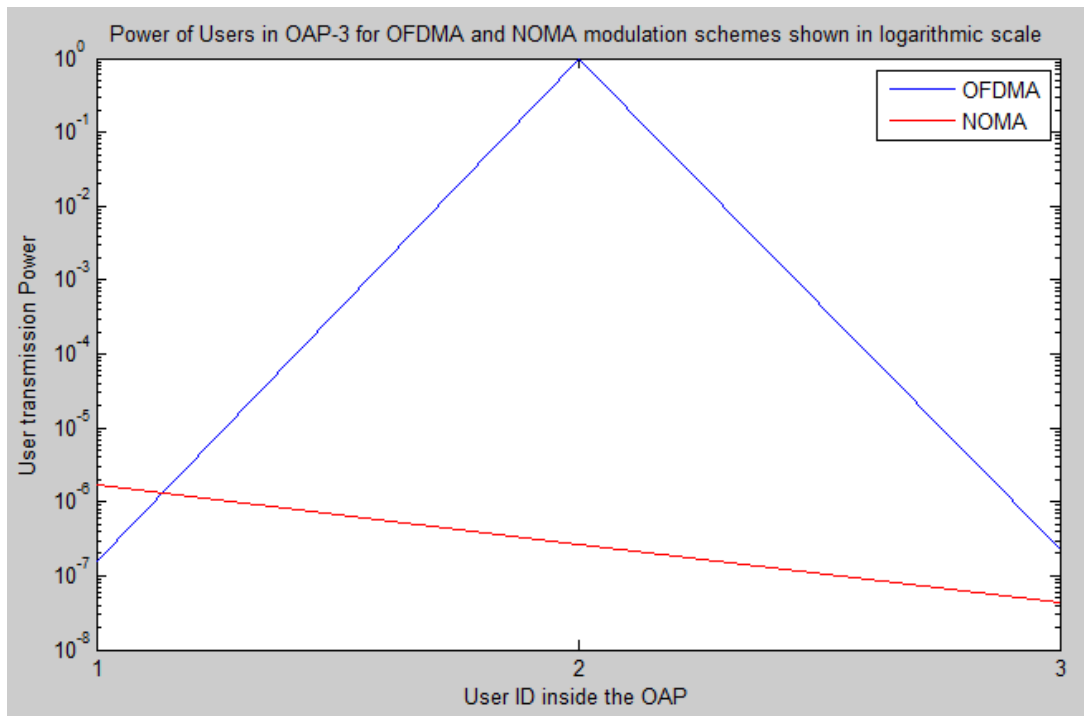 Power of Users in OAP-3 for OFDMA and NOMA modulation schemes shown in logarithmic scale
OFDMA
NOMA
10^0
10^-1
10^-2
10^-3
10^-4
10^-5
10^-6
10^-7
10^-8
User transmission Power
1
2
3
User ID inside the OAP